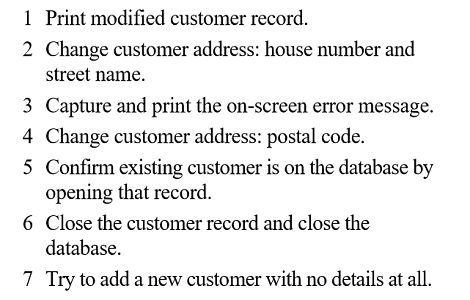 1 Print modified customer record.
2 Change customer address: house number and
street name.
3 Capture and print the on-screen error message.
4 Change customer address: postal code.
5 Confirm existing customer is on the database by
opening that record.
6 Close the customer record and close the
database.
7 Try to add a new customer with no details at all.